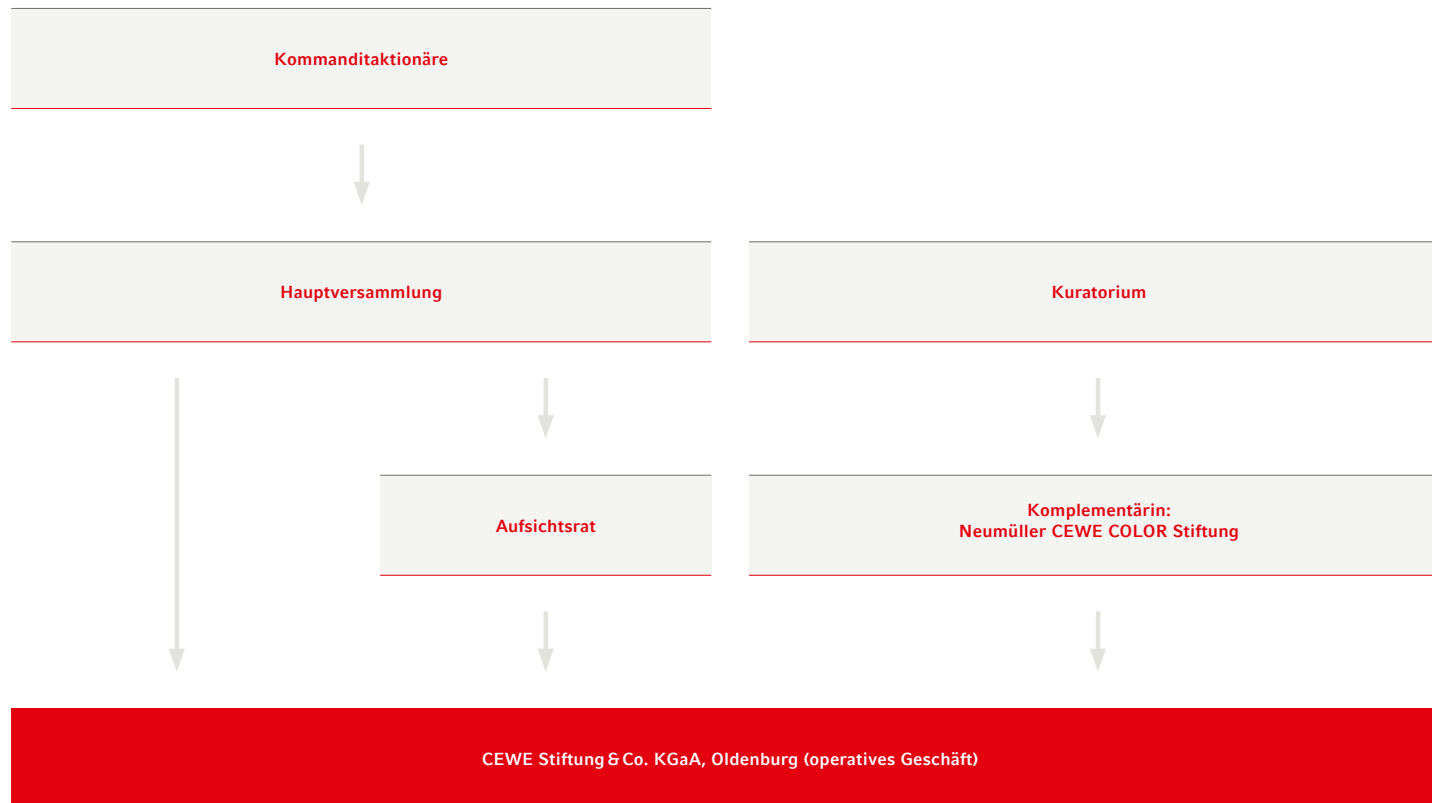 Kommanditaktionäre
Hauptversammlung
Kuratorium
Aufsichtsrat
Komplementärin:
Neumüller CEWE COLOR Stiftung
CEWE Stiftung & Co. KGaA, Oldenburg (operatives Geschäft)